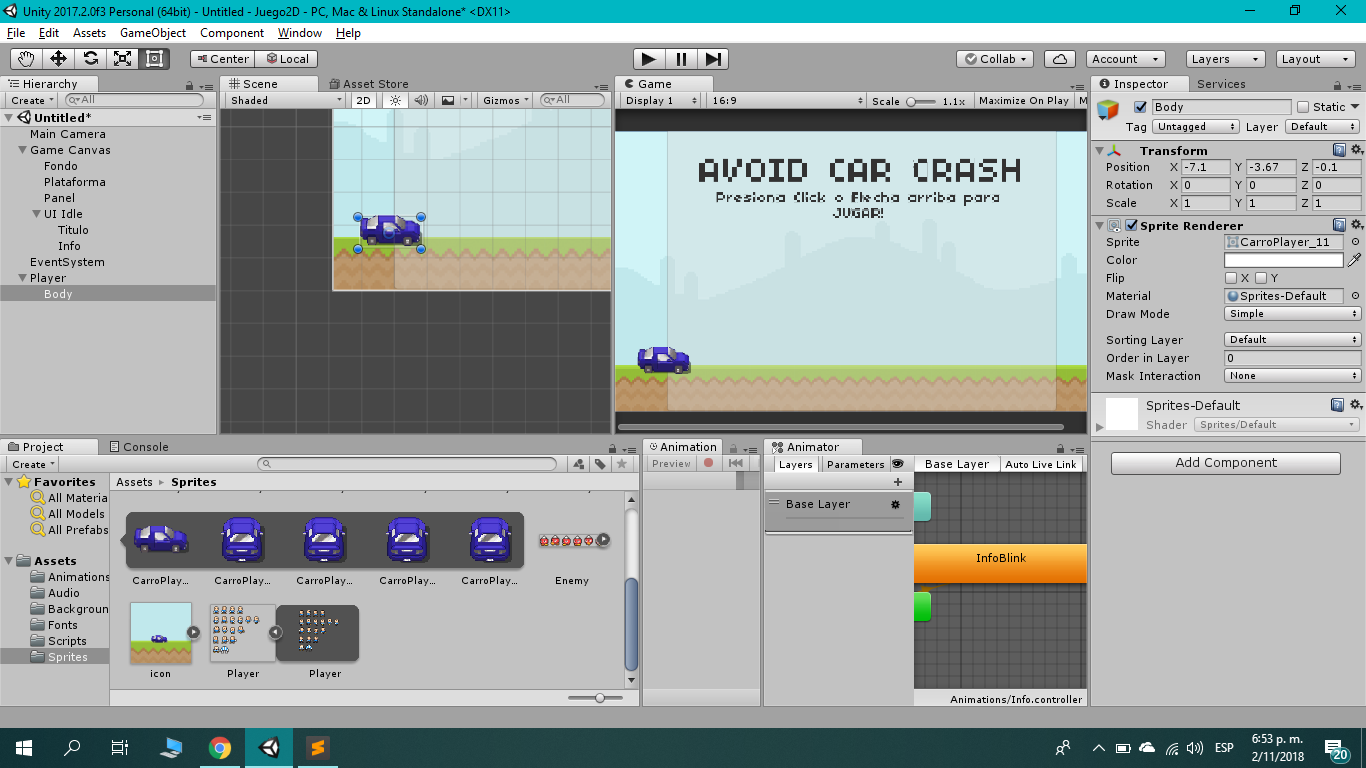 Unity 2017.2.0f3 Personal (64bit) - Untitled - Juego2D - PC, Mac & Linux Standalone* <DX11>
File Edit Assets GameObject Component Window Help
Center Local
Collab Account Layers Layout
Hierarchy
Create All
Untitled*
Main Camera
Game Canvas
Fondo
Plataforma
Panel
UI Idle
Titulo
Info
EventSystem
Player
Body
Scene Asset Store
Shaded 2D Gizmos All
Game
Display 1 16:9 Scale 1.1x Maximize On Play M
AVOID CAR CRASH
Presiona Click o Flecha arriba para
JUGAR!
Inspector Services
Body Static
Tag Untagged Layer Default
Transform
Position X -7.1 Y -3.67 Z -0.1
Rotation X 0 Y 0 Z 0
Scale X 1 Y 1 Z 1
Sprite Renderer
Sprite CarroPlayer_11
Color
Flip X Y
Material Sprites-Default
Draw Mode Simple
Sorting Layer Default
Order in Layer 0
Mask Interaction None
Sprites-Default
Shader Sprites/Default
Add Component
Project Console
Create
Favorites
All Materia
All Models
All Prefabs
Assets
Animations
Audio
Backgroun
Fonts
Scripts
Sprites
Assets Sprites
CarroPlay... CarroPlay... CarroPlay... CarroPlay... CarroPlay... Enemy
icon Player Player
Animation
Preview
Animator
Layers Parameters Base Layer Auto Live Link
Base Layer
InfoBlink
Animations/Info.controller
ESP
6:53 p. m.
2/11/2018
20